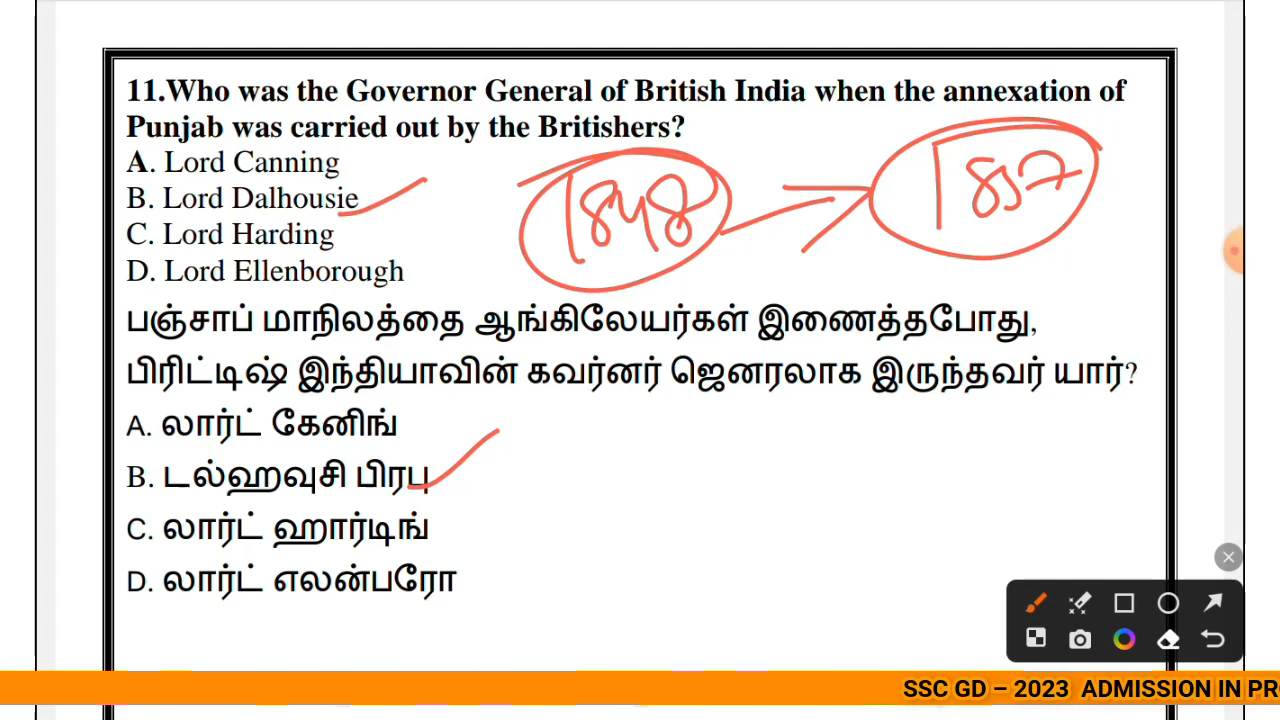 11.Who was the Governor General of British India when the annexation of
Punjab was carried out by the Britishers?
A. Lord Canning
B. Lord Dalhousie
C. Lord Harding
D. Lord Ellenborough
1848
1857
பஞ்சாப் மாநிலத்தை ஆங்கிலேயர்கள் இணைத்தபோது,
பிரிட்டிஷ் இந்தியாவின் கவர்னர் ஜெனரலாக இருந்தவர் யார்?
A. லார்ட் கேனிங்
B. டல்ஹவுசி பிரபு
C. லார்ட் ஹார்டிங்
D. லார்ட் எலன்பரோ
SSC GD – 2023 ADMISSION IN PR